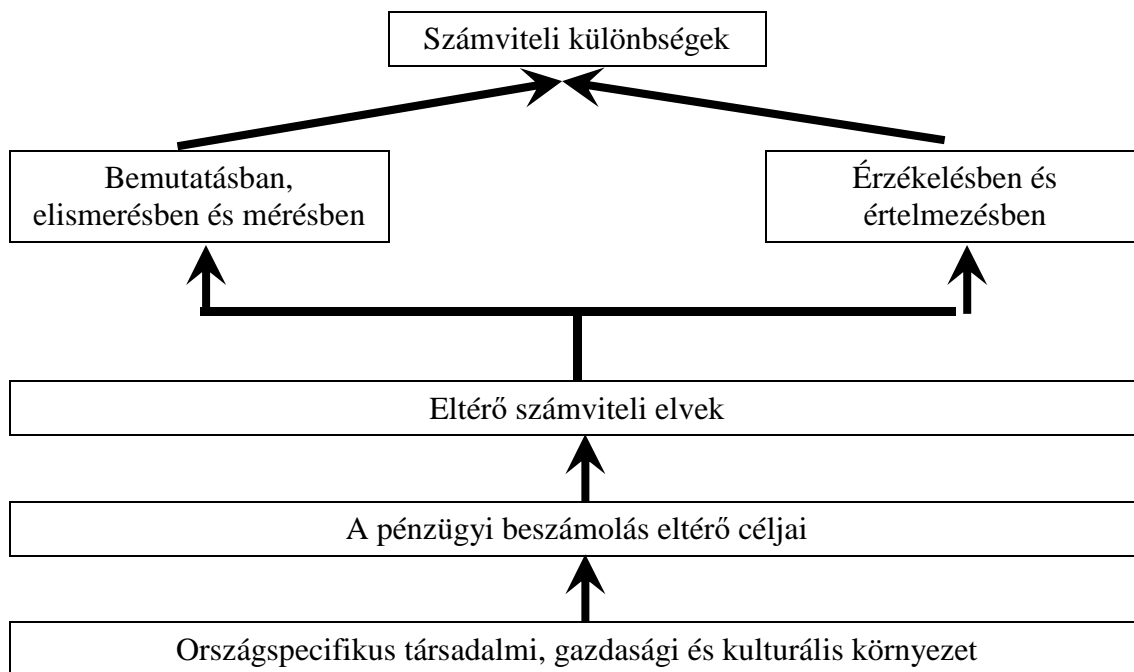 Számviteli különbségek
Bemutatásban,
elismerésben és mérésben
Érzékelésben és
értelmezésben
Eltérő számviteli elvek
A pénzügyi beszámolás eltérő céljai
Országspecifikus társadalmi, gazdasági és kulturális környezet